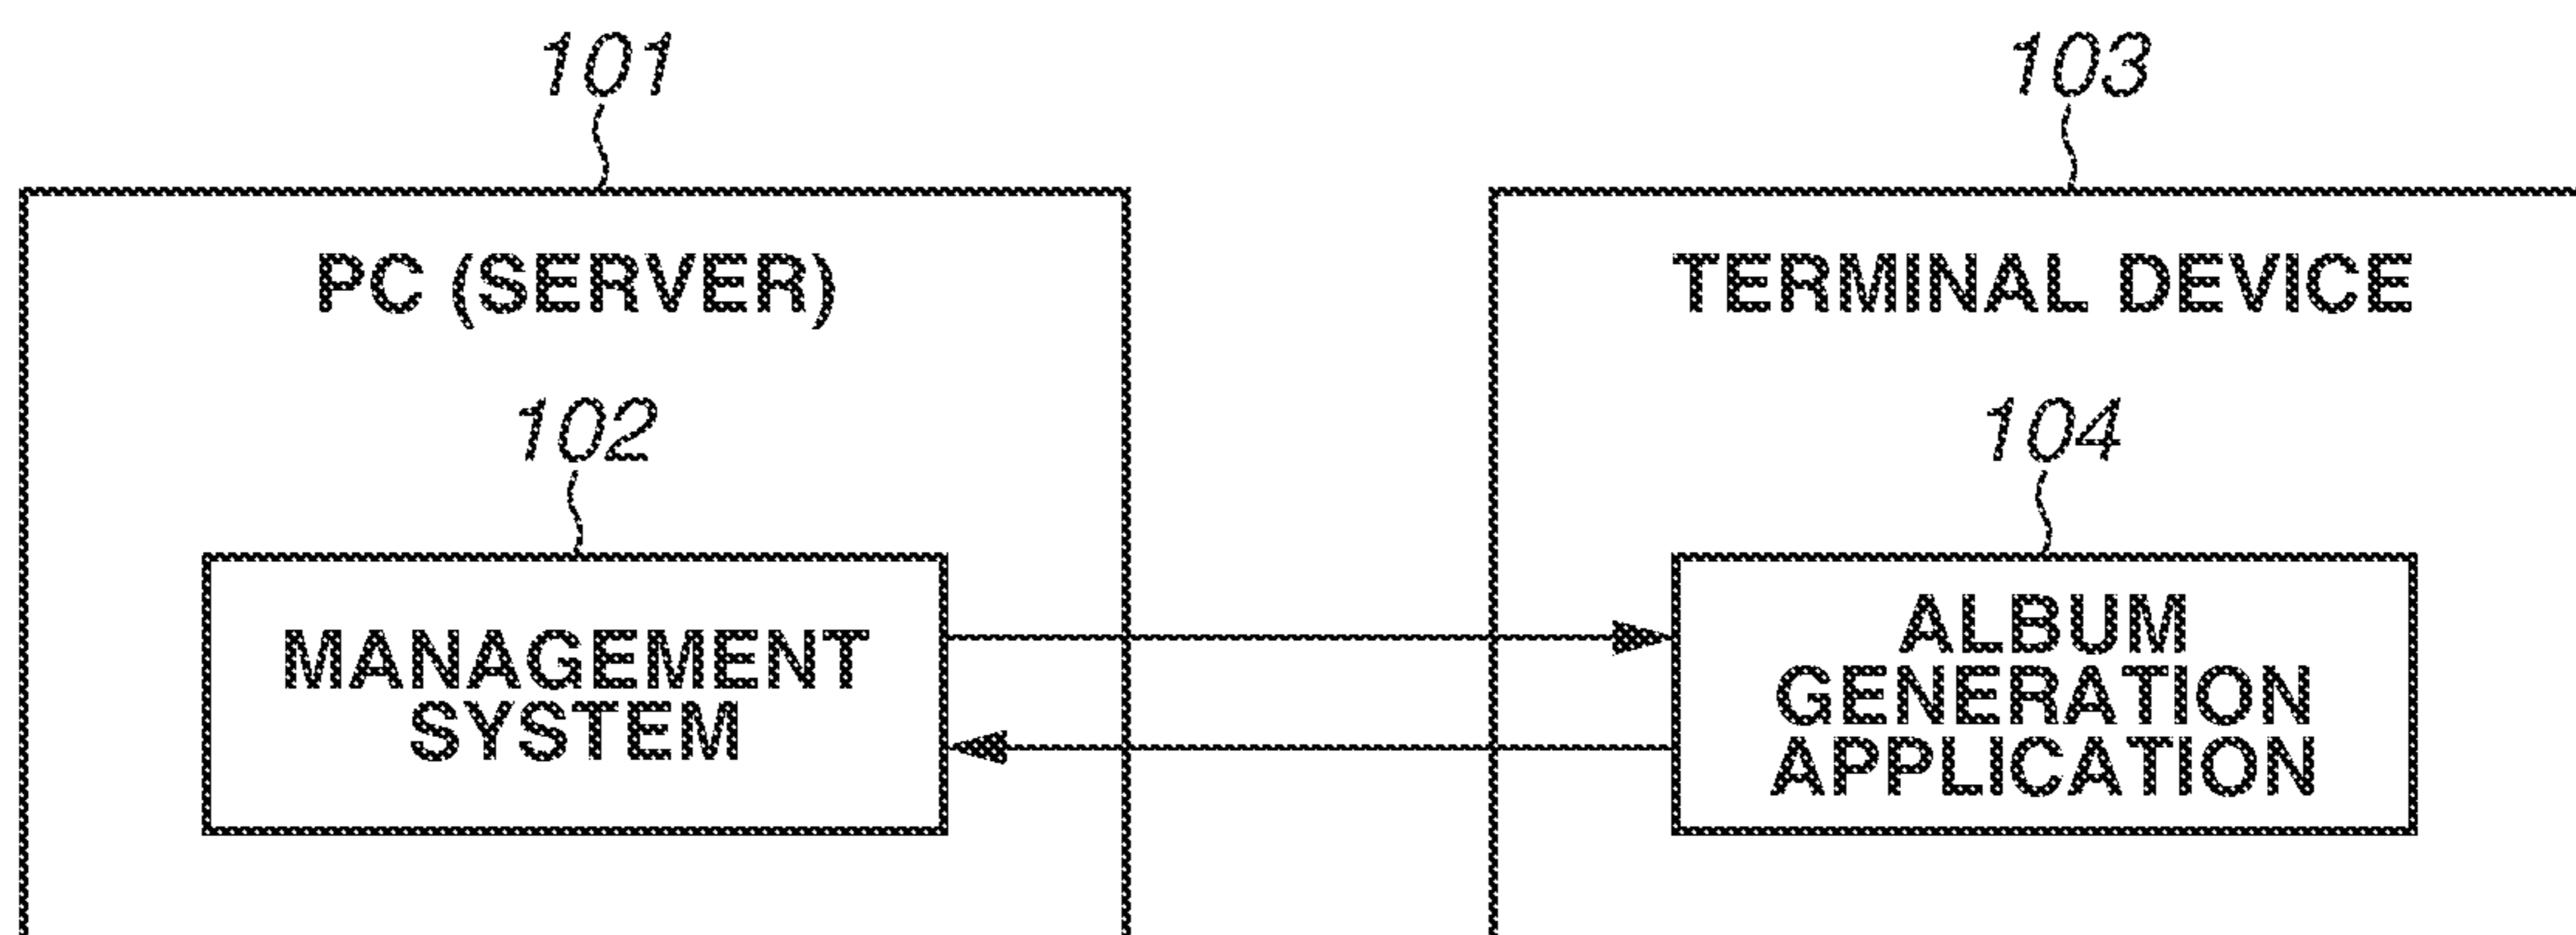 101
103
PC (SERVER)
TERMINAL DEVICE
102
104
MANAGEMENT
SYSTEM
ALBUM
GENERATION
APPLICATION